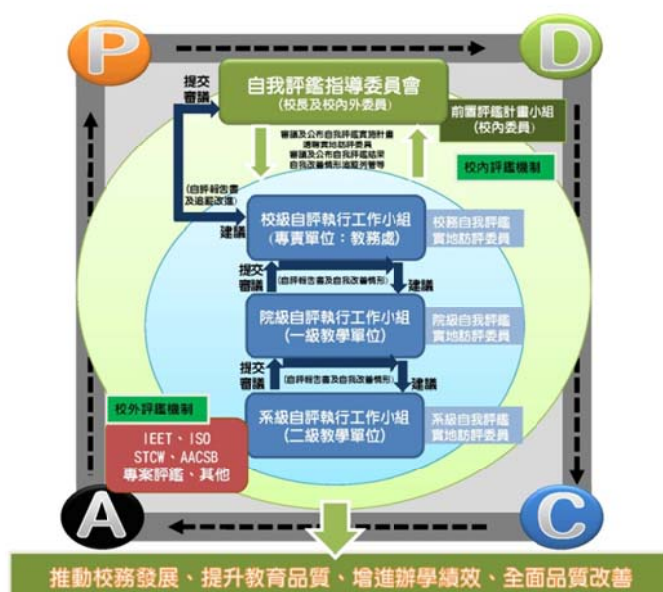 P
D
提交
審議
自我評鑑指導委員會
(校長及校內外委員)
前置評鑑計畫小組
(校內委員)
審議及公布自我評鑑實施計畫
遴聘實地訪評委員
審議及公布自我評鑑結果
自我改善情形追蹤列管等
校內評鑑機制
(自評報告書
及追蹤改進)
建議
校級自評執行工作小組
(專責單位：教務處)
校務自我評鑑
實地訪評委員
提交
審議
(自評報告書及自我改善情形)
建議
院級自評執行工作小組
(一級教學單位)
院級自我評鑑
實地訪評委員
提交
審議
(自評報告書及自我改善情形)
建議
校外評鑑機制
系級自評執行工作小組
(二級教學單位)
系級自我評鑑
實地訪評委員
IEET、ISO
STCW、AACSB
專案評鑑、其他
A
C
推動校務發展、提升教育品質、增進辦學績效、全面品質改善